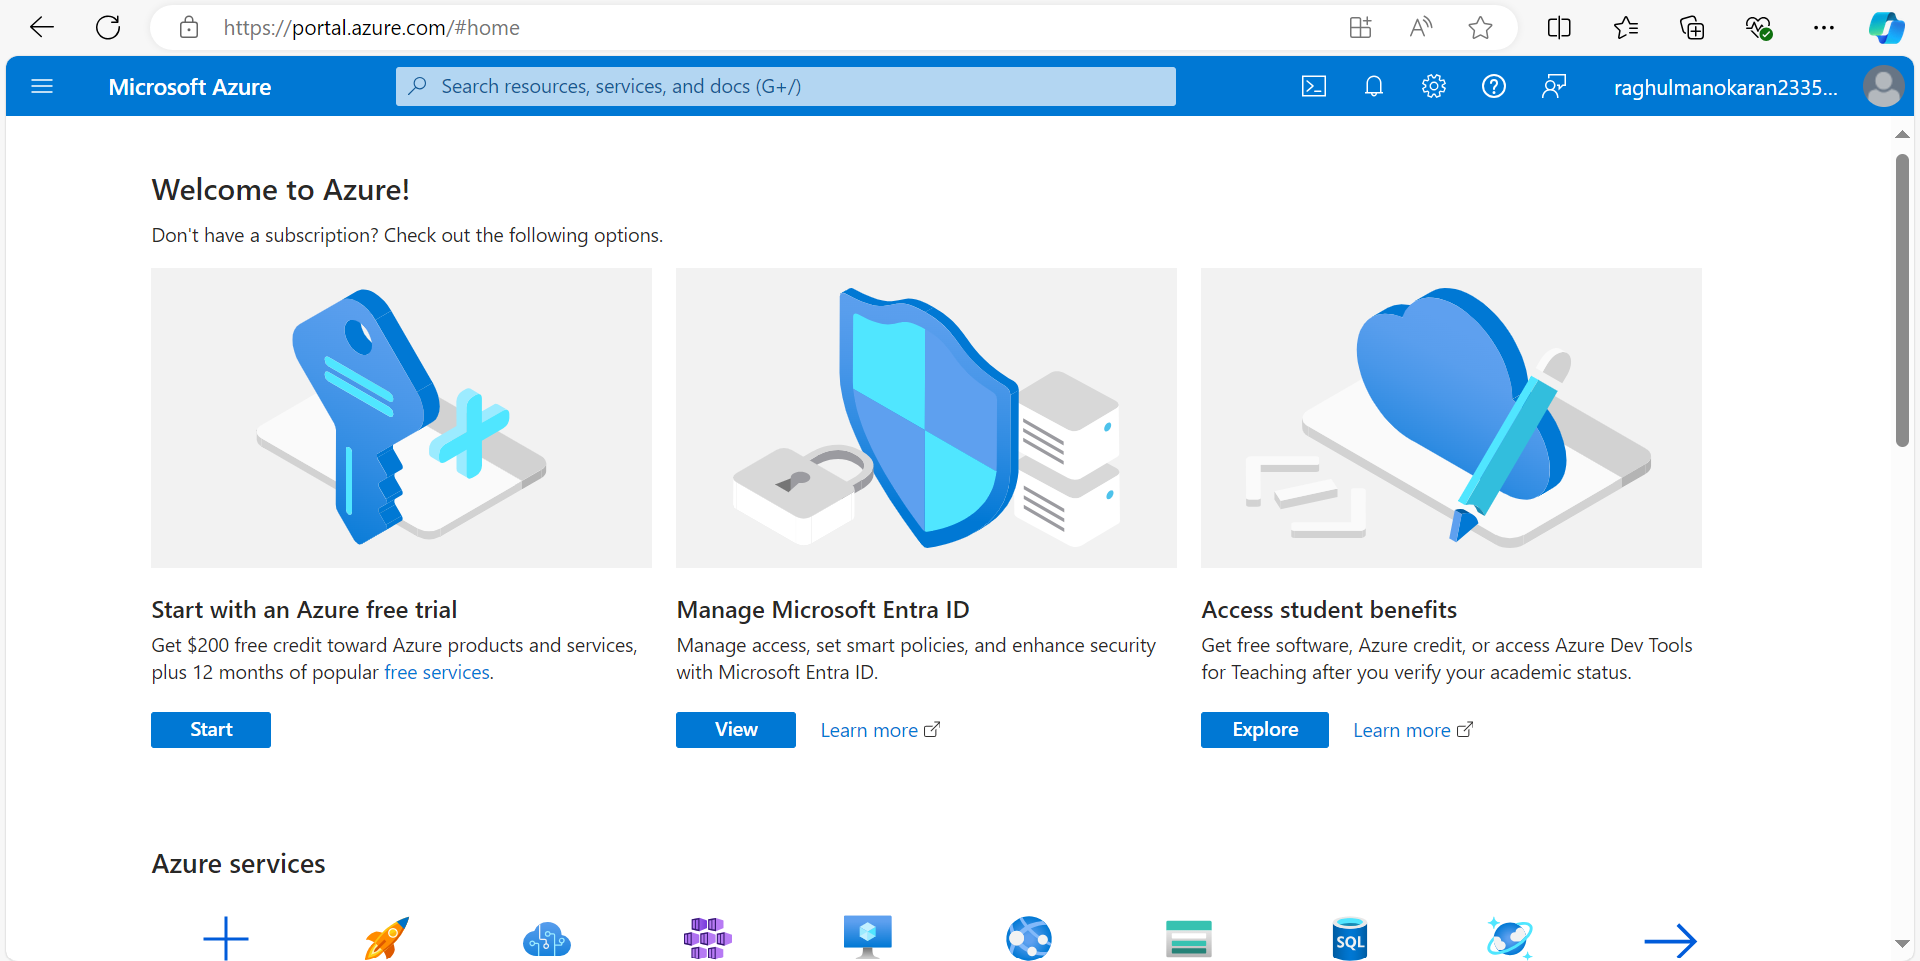 https://portal.azure.com/#home
Microsoft Azure
Search resources, services, and docs (G+/)
raghulmanokaran2335...
Welcome to Azure!
Don't have a subscription? Check out the following options.
Start with an Azure free trial
Get $200 free credit toward Azure products and services,
plus 12 months of popular free services.
Start
Manage Microsoft Entra ID
Manage access, set smart policies, and enhance security
with Microsoft Entra ID.
View
Learn more
Access student benefits
Get free software, Azure credit, or access Azure Dev Tools
for Teaching after you verify your academic status.
Explore
Learn more
Azure services
SQL